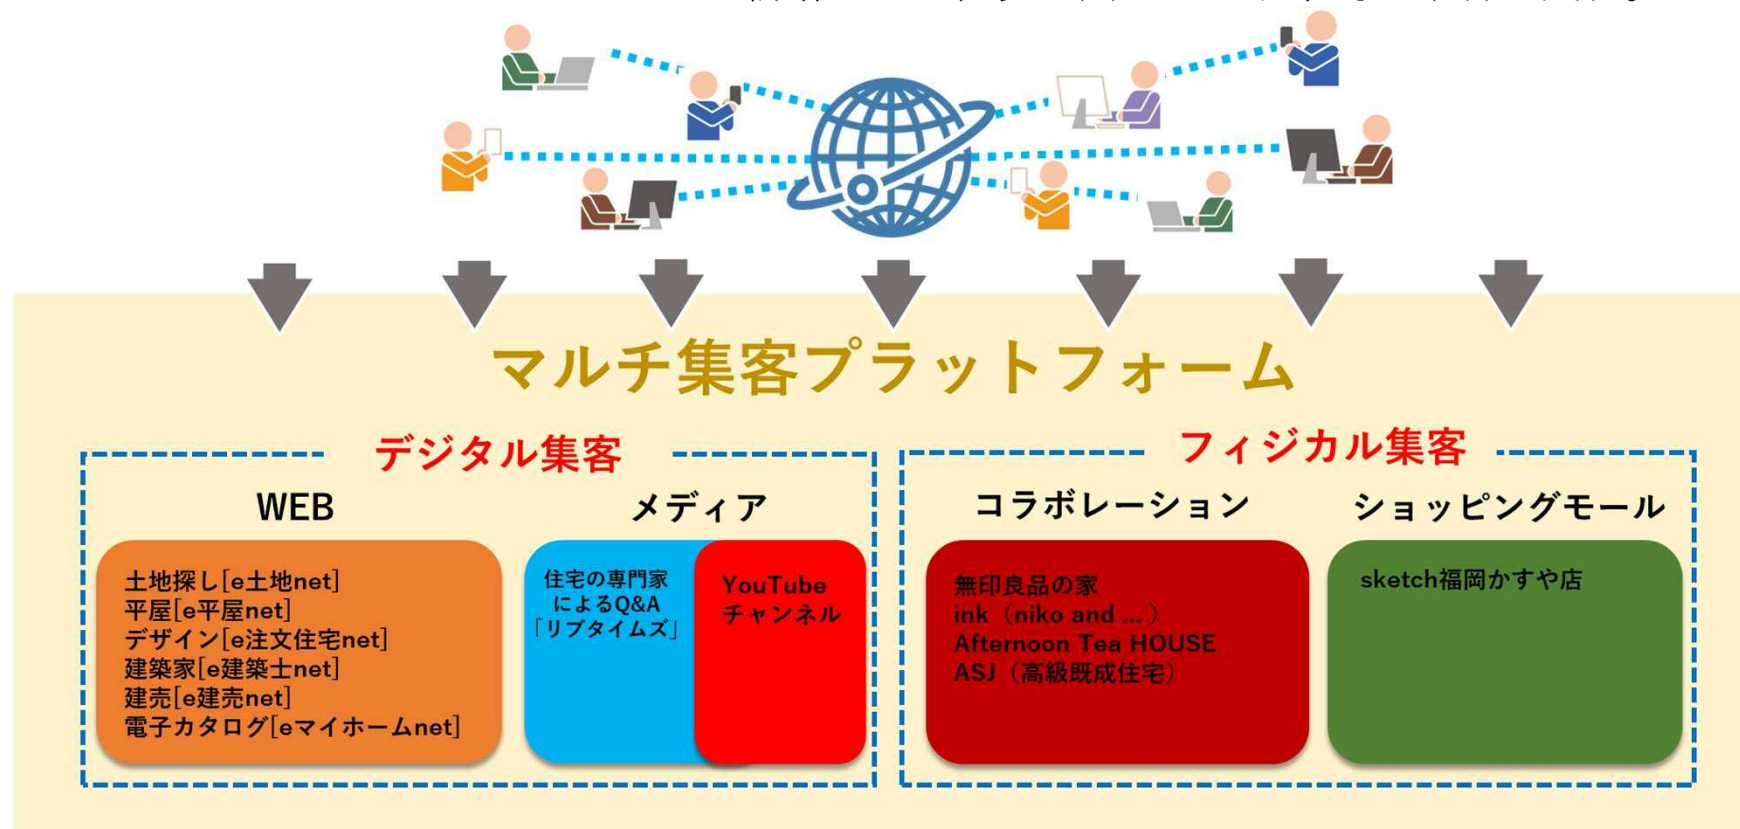 マルチ集客プラットフォーム
デジタル集客
フィジカル集客
WEB
メディア
コラボレーション
ショッピングモール
土地探し[e土地net]
平屋[e平屋net]
デザイン[e注文住宅net]
建築家[e建築士net]
建売[e建売net]
電子カタログ[eマイホームnet]
住宅の専門家
によるQ&A
「リブタイムズ」
YouTube
チャンネル
無印良品の家
ink（niko and ...）
Afternoon Tea HOUSE
ASJ（高級既成住宅）
sketch福岡かすや店